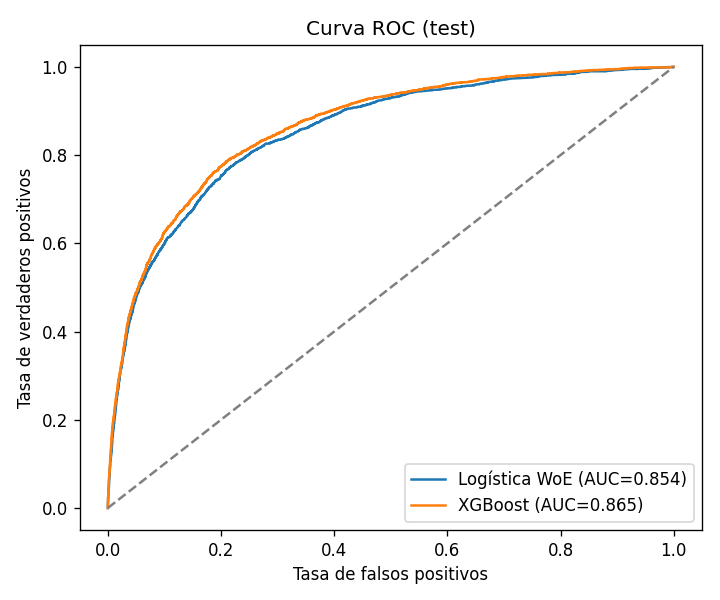 Curva ROC (test)
Tasa de verdaderos positivos
1.0
0.8
0.6
0.4
0.2
0.0
Logística WoE (AUC=0.854)
XGBoost (AUC=0.865)
0.0 0.2 0.4 0.6 0.8 1.0
Tasa de falsos positivos